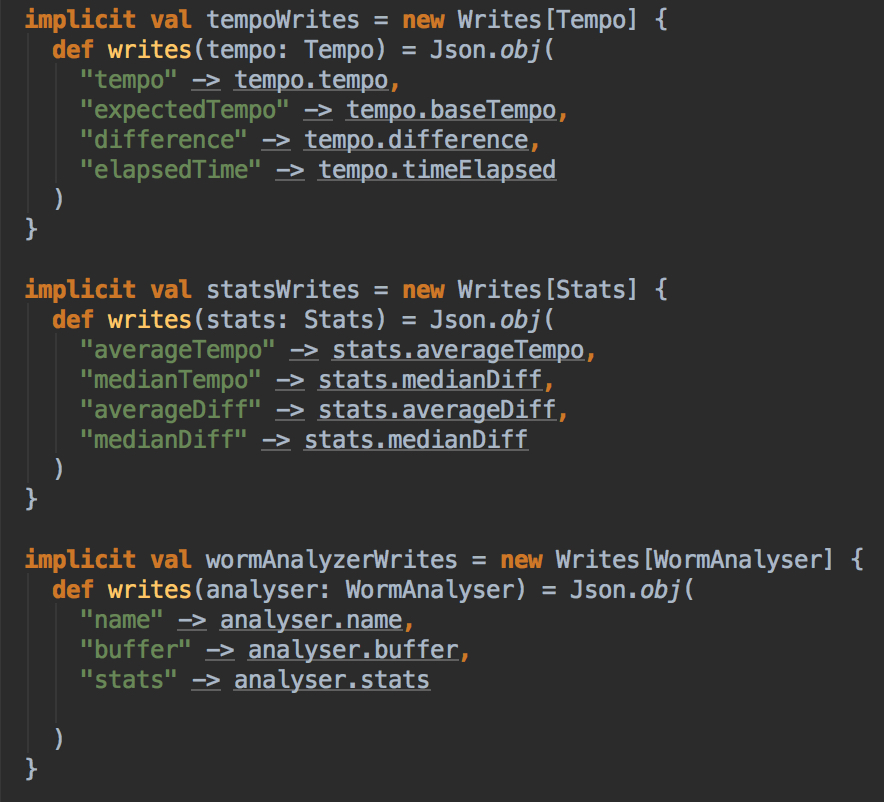 implicit val tempoWrites = new Writes[Tempo] {
  def writes(tempo: Tempo) = Json.obj(
    "tempo" -> tempo.tempo,
    "expectedTempo" -> tempo.baseTempo,
    "difference" -> tempo.difference,
    "elapsedTime" -> tempo.timeElapsed
  )
}

implicit val statsWrites = new Writes[Stats] {
  def writes(stats: Stats) = Json.obj(
    "averageTempo" -> stats.averageTempo,
    "medianTempo" -> stats.medianDiff,
    "averageDiff" -> stats.averageDiff,
    "medianDiff" -> stats.medianDiff
  )
}

implicit val wormAnalyzerWrites = new Writes[WormAnalyser] {
  def writes(analyser: WormAnalyser) = Json.obj(
    "name" -> analyser.name,
    "buffer" -> analyser.buffer,
    "stats" -> analyser.stats

  )
}